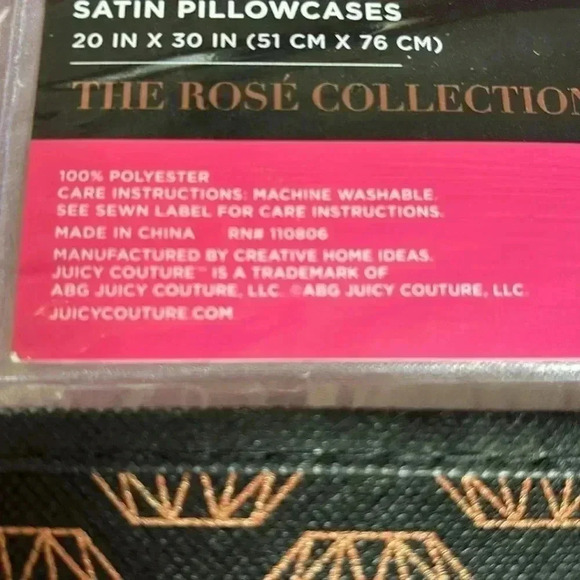 SATIN PILLOWCASES
20 IN X 30 IN (51 CM X 76 CM)
THE ROSÉ COLLECTION
100% POLYESTER
CARE INSTRUCTIONS: MACHINE WASHABLE.
SEE SEWN LABEL FOR CARE INSTRUCTIONS.
MADE IN CHINA RN# 110806
MANUFACTURED BY CREATIVE HOME IDEAS.
JUICY COUTURE™ IS A TRADEMARK OF
ABG JUICY COUTURE, LLC. ©ABG JUICY COUTURE, LLC.
JUICYCOUTURE.COM